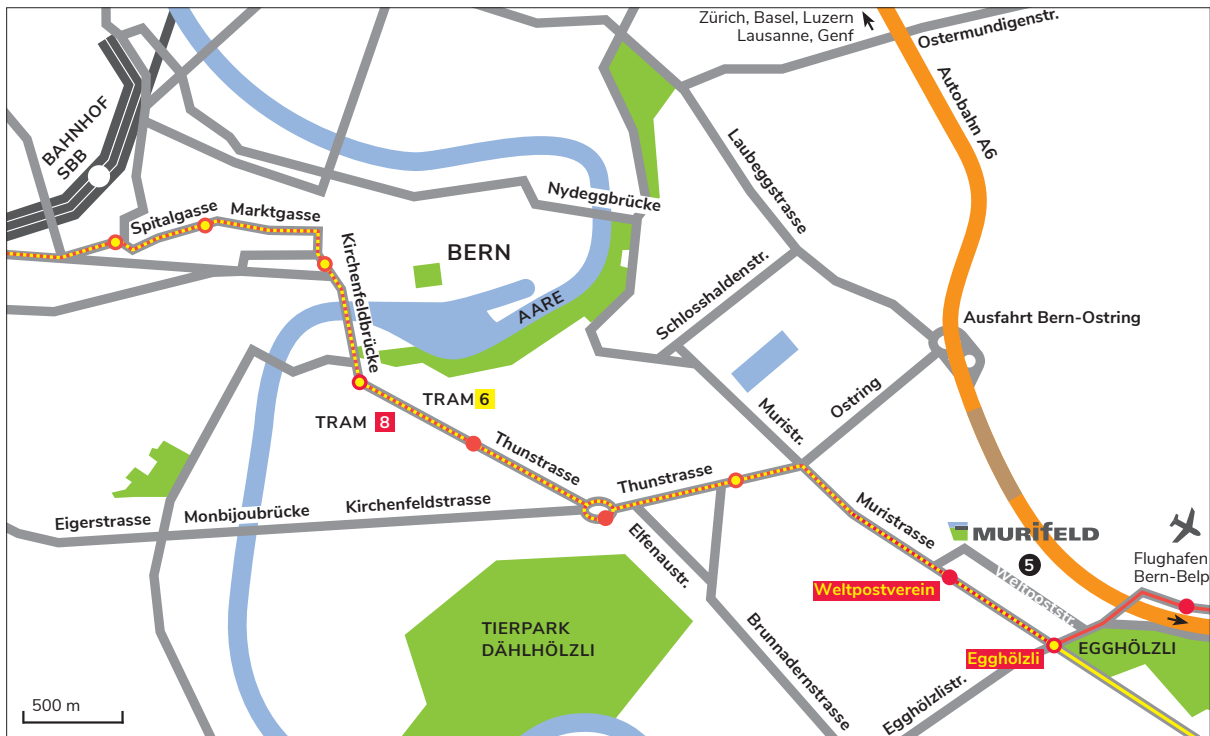 Zürich, Basel, Luzern
Lausanne, Genf
Ostermundigenstr.
Autobahn A6
BAHNHOF
SBB
Laubeggstrasse
Spitalgasse
Marktgasse
Nydeggbrücke
Kirchenfeldbrücke
BERN
AARE
Schlosshaldenstr.
Ausfahrt Bern-Ostring
Ostring
Muristr.
TRAM 6
TRAM 8
Thunstrasse
Thunstrasse
Eigerstrasse
Monbijoubrücke
Kirchenfeldstrasse
Elfenaustr.
Muristrasse
MURIFELD
5
Flughafen
Bern-Belp
Weltpostverein
Weltpoststr.
TIERPARK
DÄHLHÖLZLI
Brunnadernstrasse
Egghölzli
EGGHÖLZLI
Egghölzlistr.
500 m